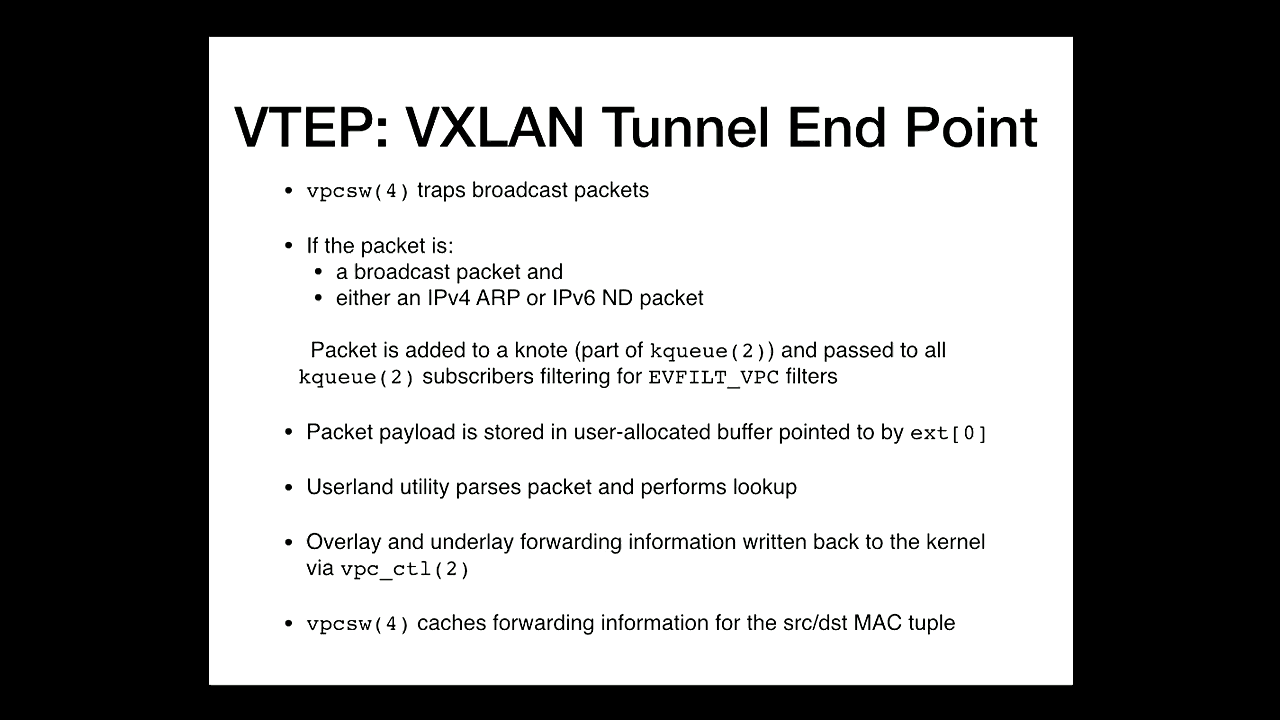 VTEP: VXLAN Tunnel End Point
• vpcsw(4) traps broadcast packets
• If the packet is:
• a broadcast packet and
• either an IPv4 ARP or IPv6 ND packet
Packet is added to a knote (part of kqueue(2)) and passed to all
kqueue(2) subscribers filtering for EVFILT_VPC filters
• Packet payload is stored in user-allocated buffer pointed to by ext[0]
• Userland utility parses packet and performs lookup
• Overlay and underlay forwarding information written back to the kernel
via vpc_ctl(2)
• vpcsw(4) caches forwarding information for the src/dst MAC tuple